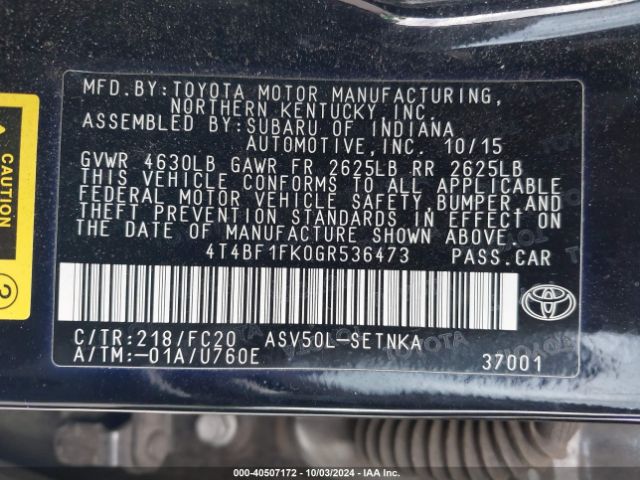 MFD.BY:TOYOTA MOTOR MANUFACTURING,
NORTHERN KENTUCKY,INC.
ASSEMBLED BY:SUBARU OF INDIANA
AUTOMOTIVE,INC. 10/15
GVWR 4630LB GAWR FR 2625LB RR 2625LB
THIS VEHICLE CONFORMS TO ALL APPLICABLE
FEDERAL MOTOR VEHICLE SAFETY,BUMPER,AND
THEFT PREVENTION STANDARDS IN EFFECT ON
THE DATE OF MANUFACTURE SHOWN ABOVE.
4T4BF1FK0GR536473 PASS.CAR
C/TR:218/FC20 ASV50L-SETNKA
A/TM:-01A/U760E 37001
CAUTION
2
000-40507172 - 10/03/2024 - IAA Inc.